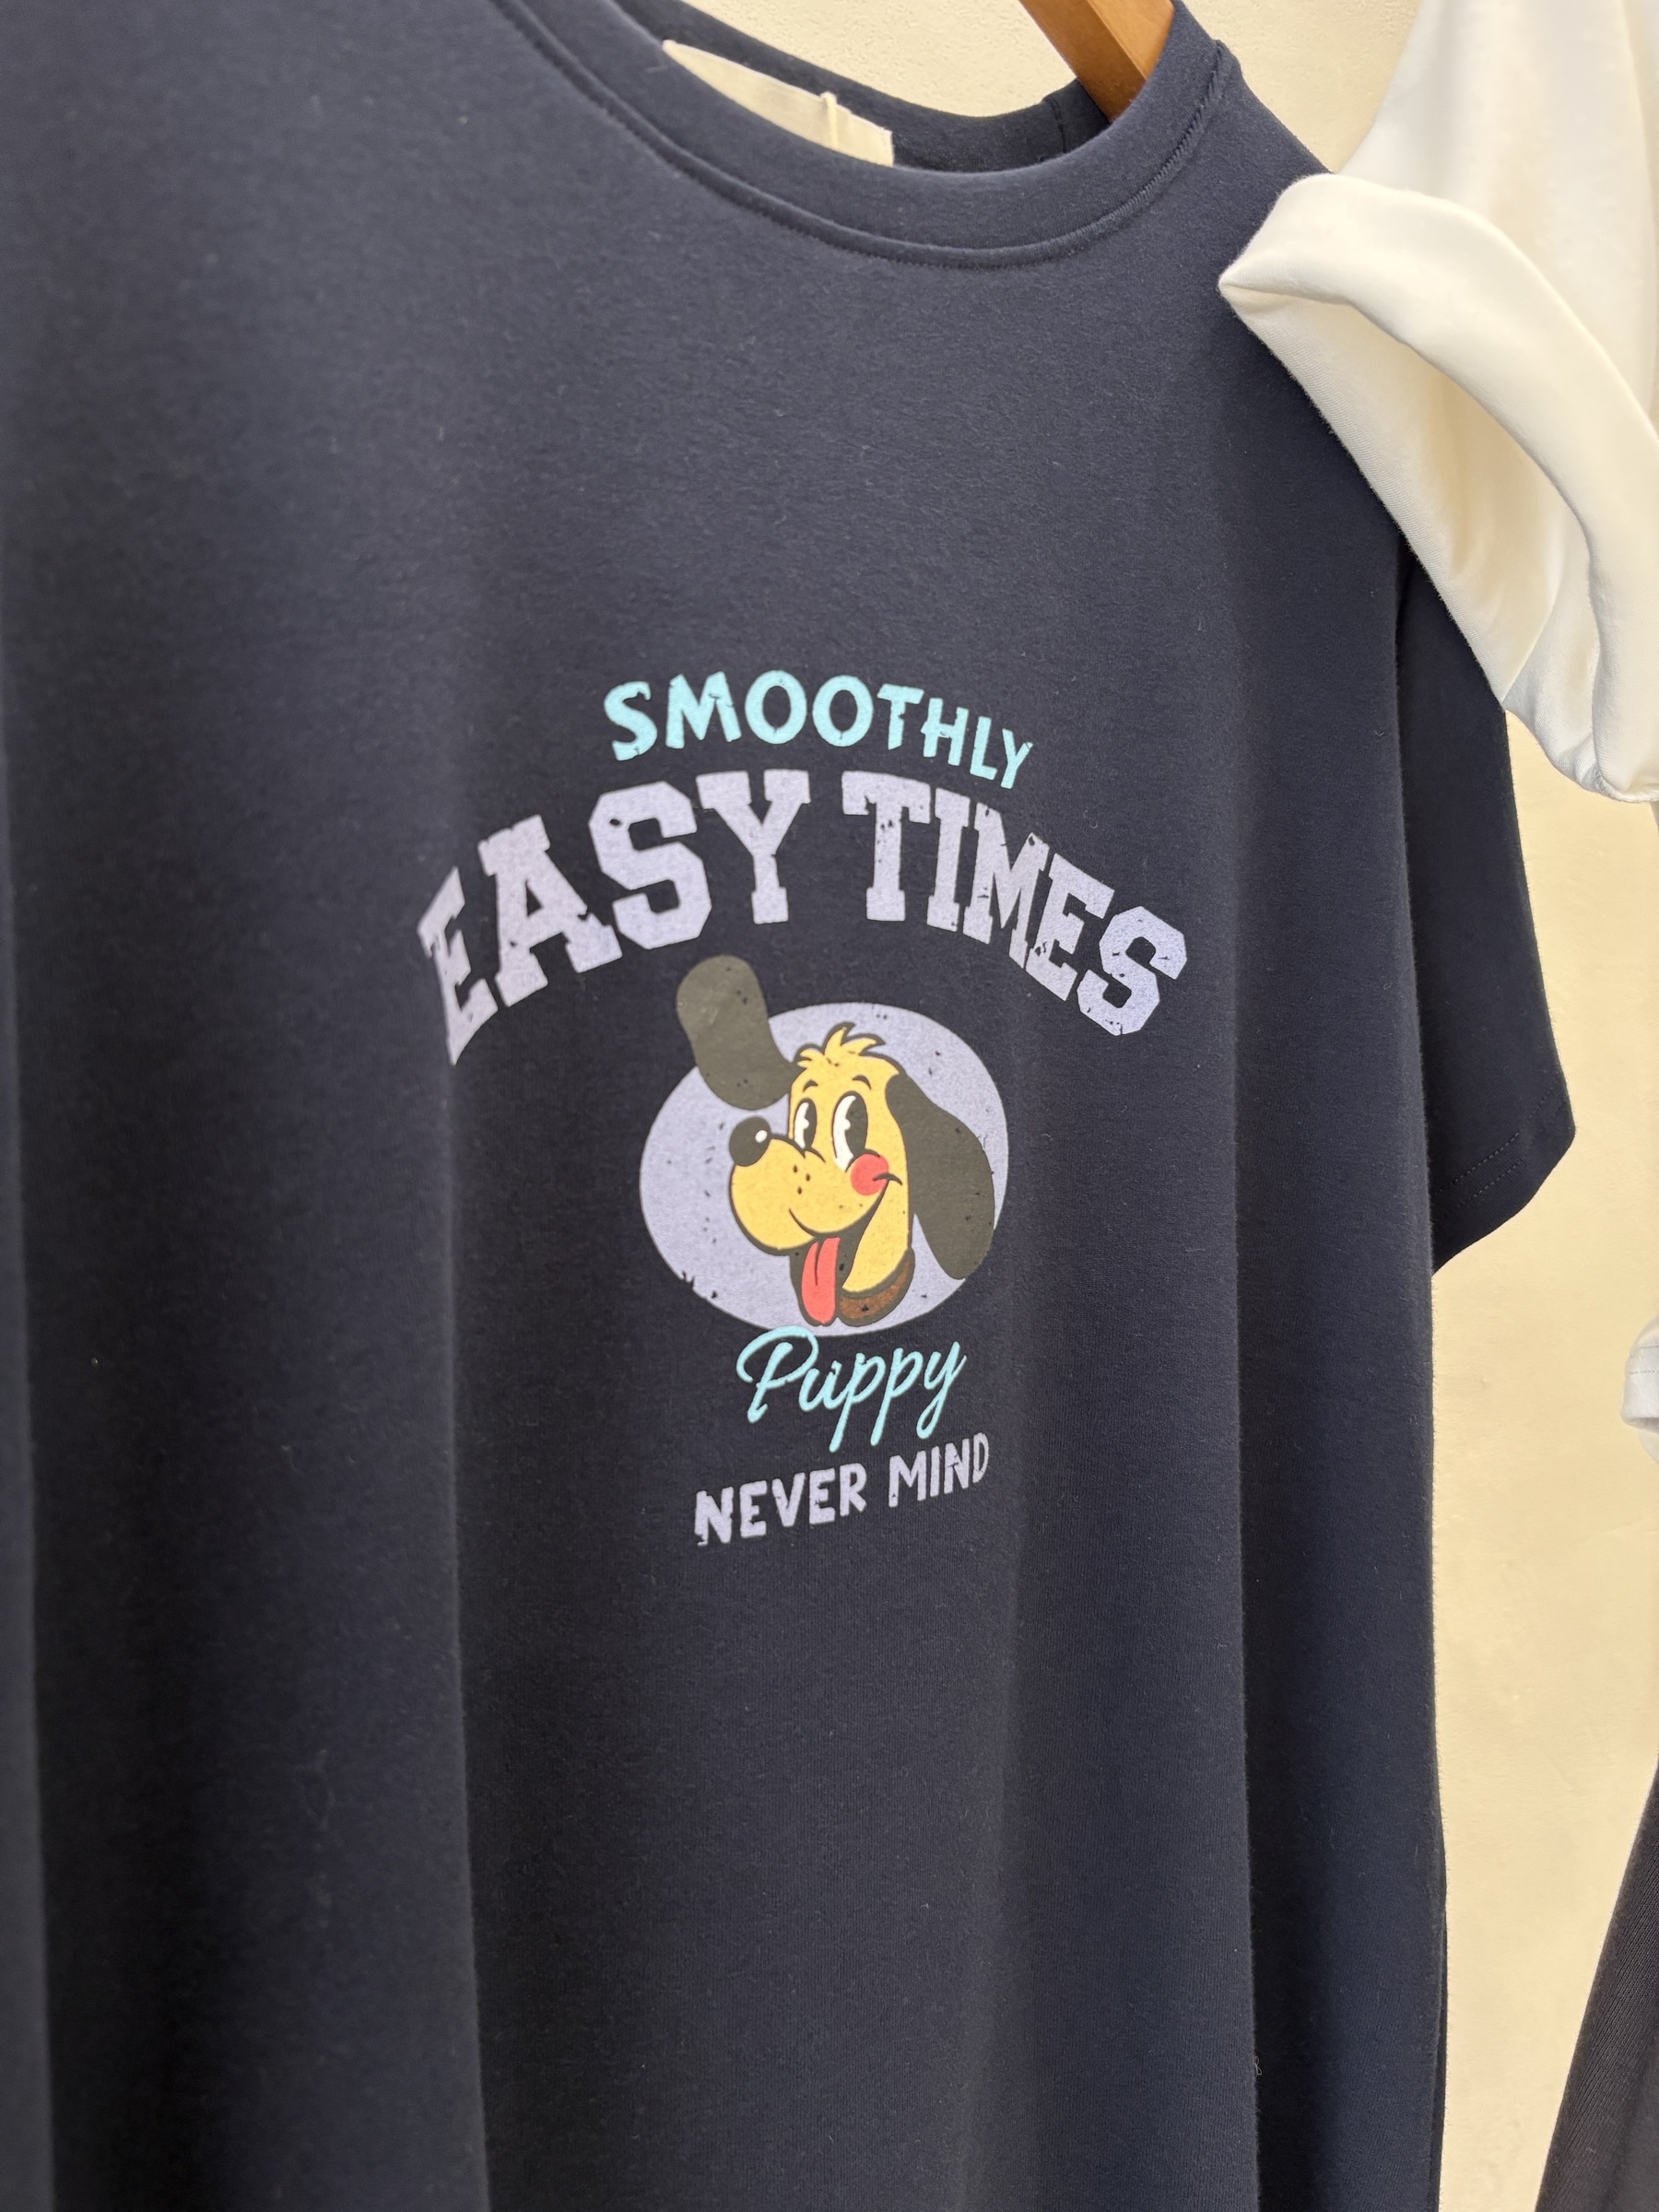 SMOOTHLY
EASY TIMES
Puppy
NEVER MIND